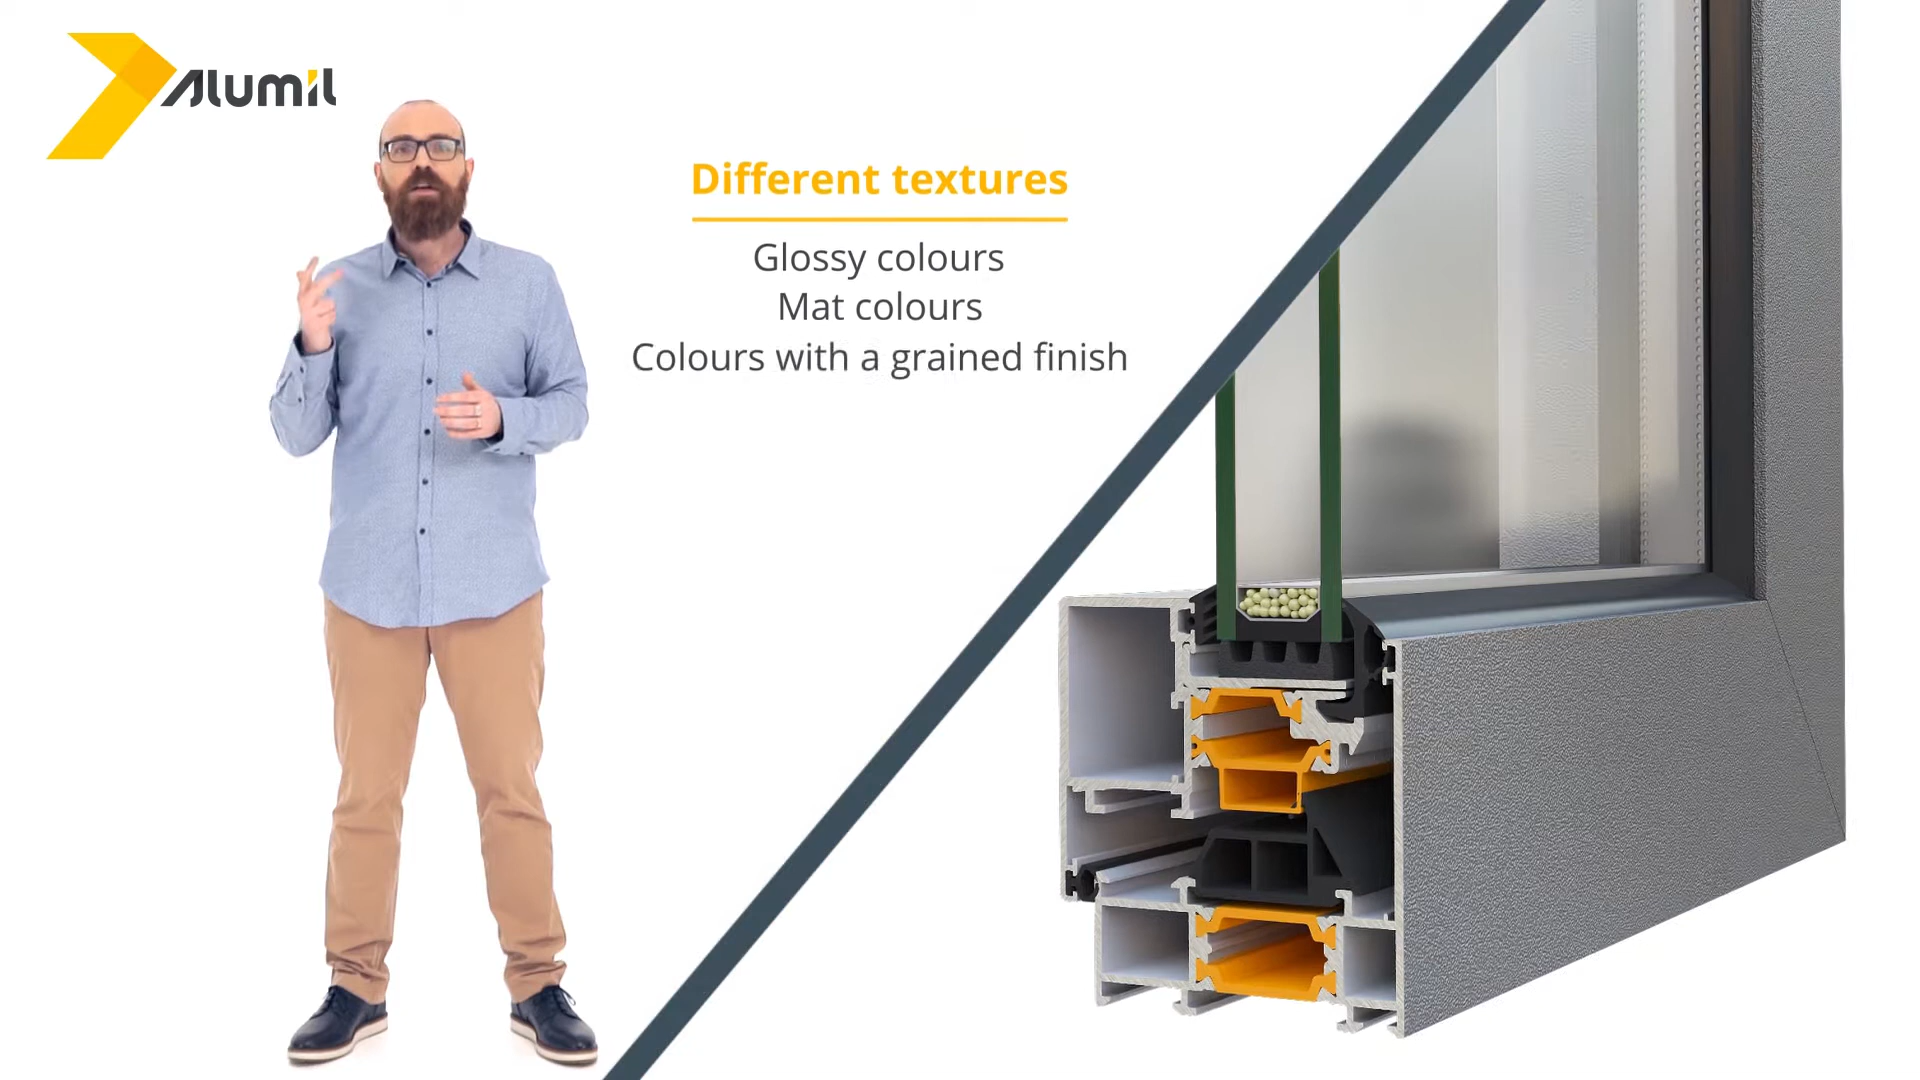 Alumil
Different textures
Glossy colours
Mat colours
Colours with a grained finish